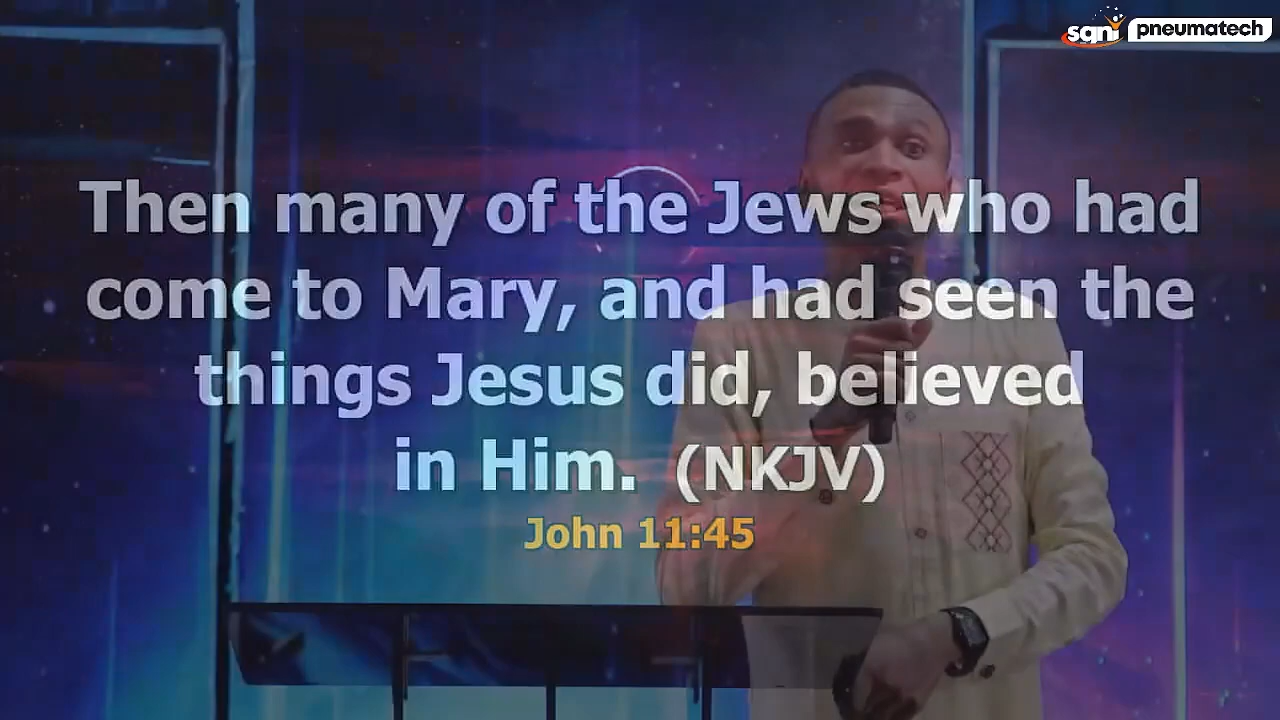 sgni pneumatech
Then many of the Jews who had
come to Mary, and had seen the
things Jesus did, believed
in Him. (NKJV)
John 11:45